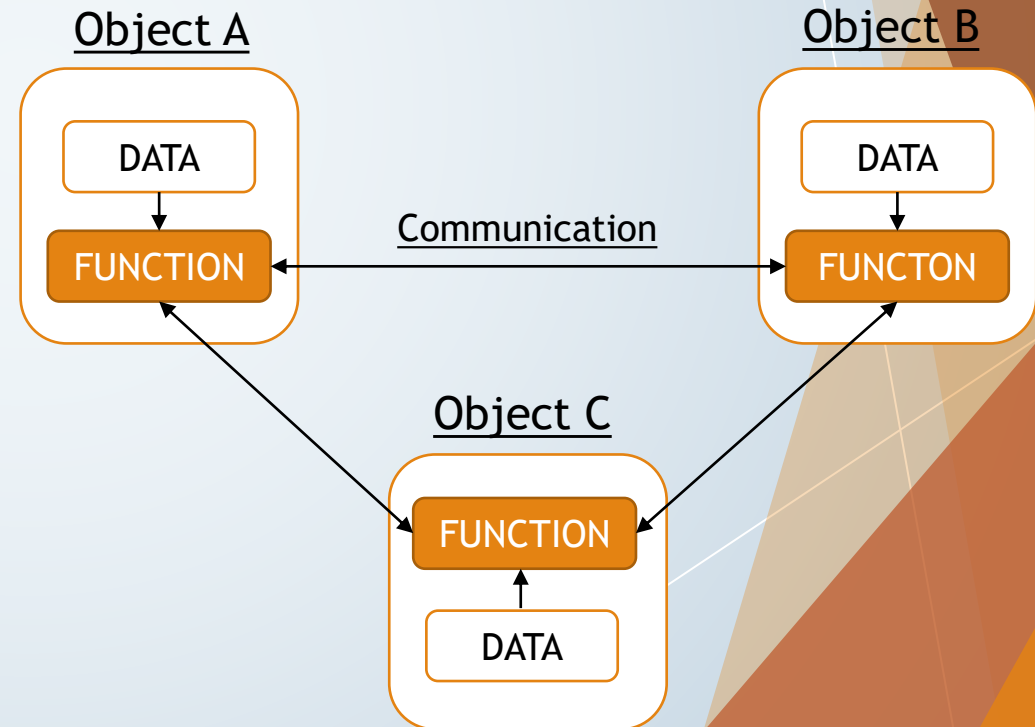 Object A
Object B
DATA
DATA
Communication
FUNCTION
FUNCTON
Object C
FUNCTION
DATA